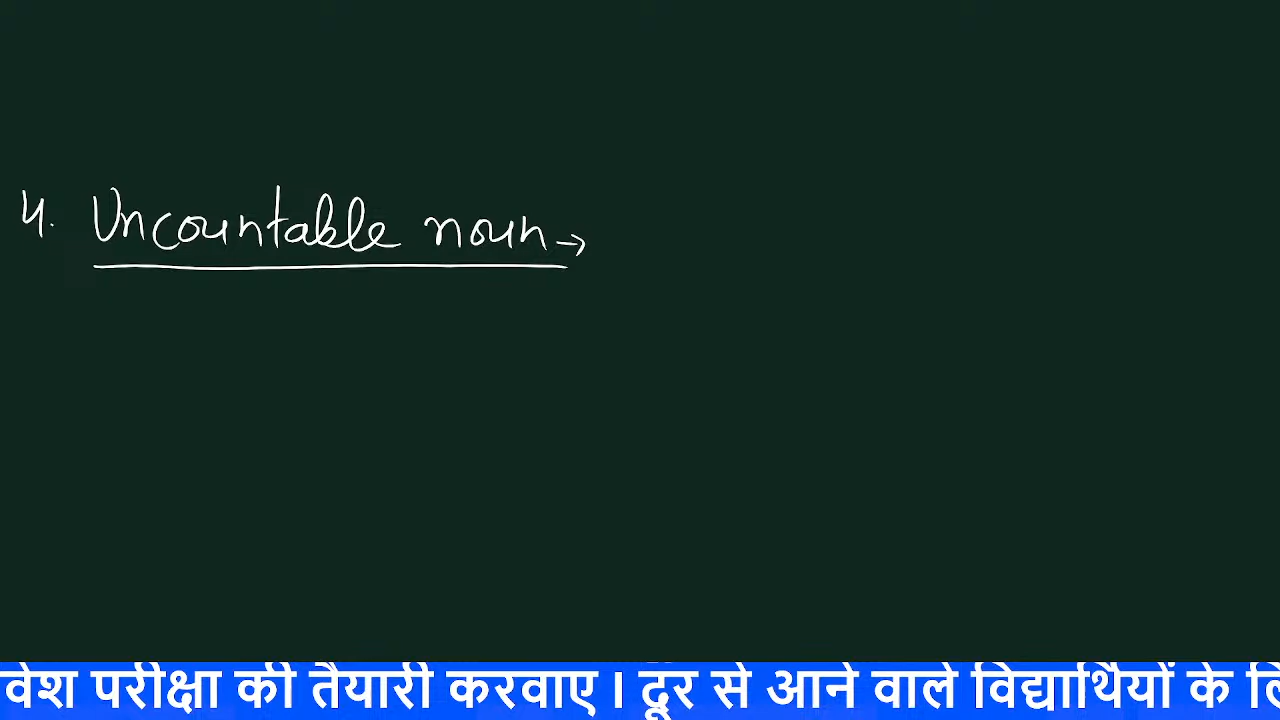 4. Uncountable noun →
वेश परीक्षा की तैयारी करवाए । दूर से आने वाले विद्यार्थियों के लि